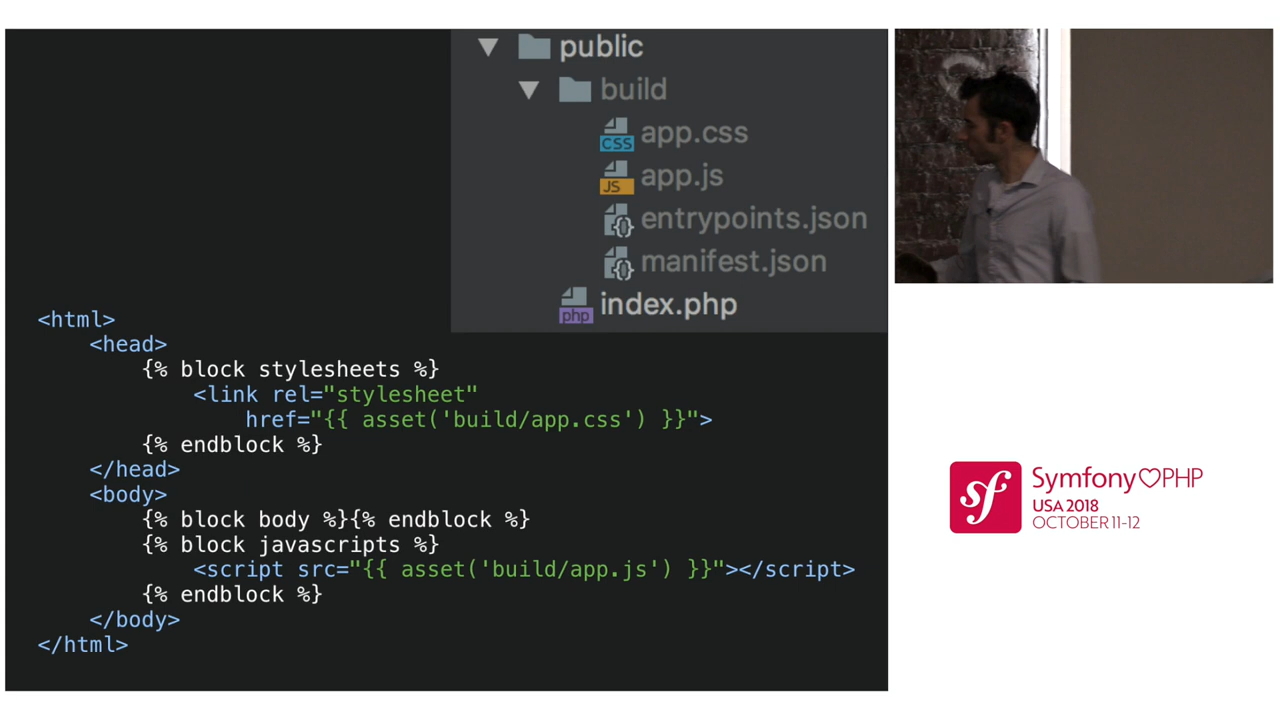 public
build
CSS app.css
JS app.js
entrypoints.json
manifest.json
php index.php
<html>
<head>
{% block stylesheets %}
<link rel="stylesheet"
href="{{ asset('build/app.css') }}">
{% endblock %}
</head>
<body>
{% block body %}{% endblock %}
{% block javascripts %}
<script src="{{ asset('build/app.js') }}"></script>
{% endblock %}
</body>
</html>
sf Symfony♡PHP
USA 2018
OCTOBER 11-12